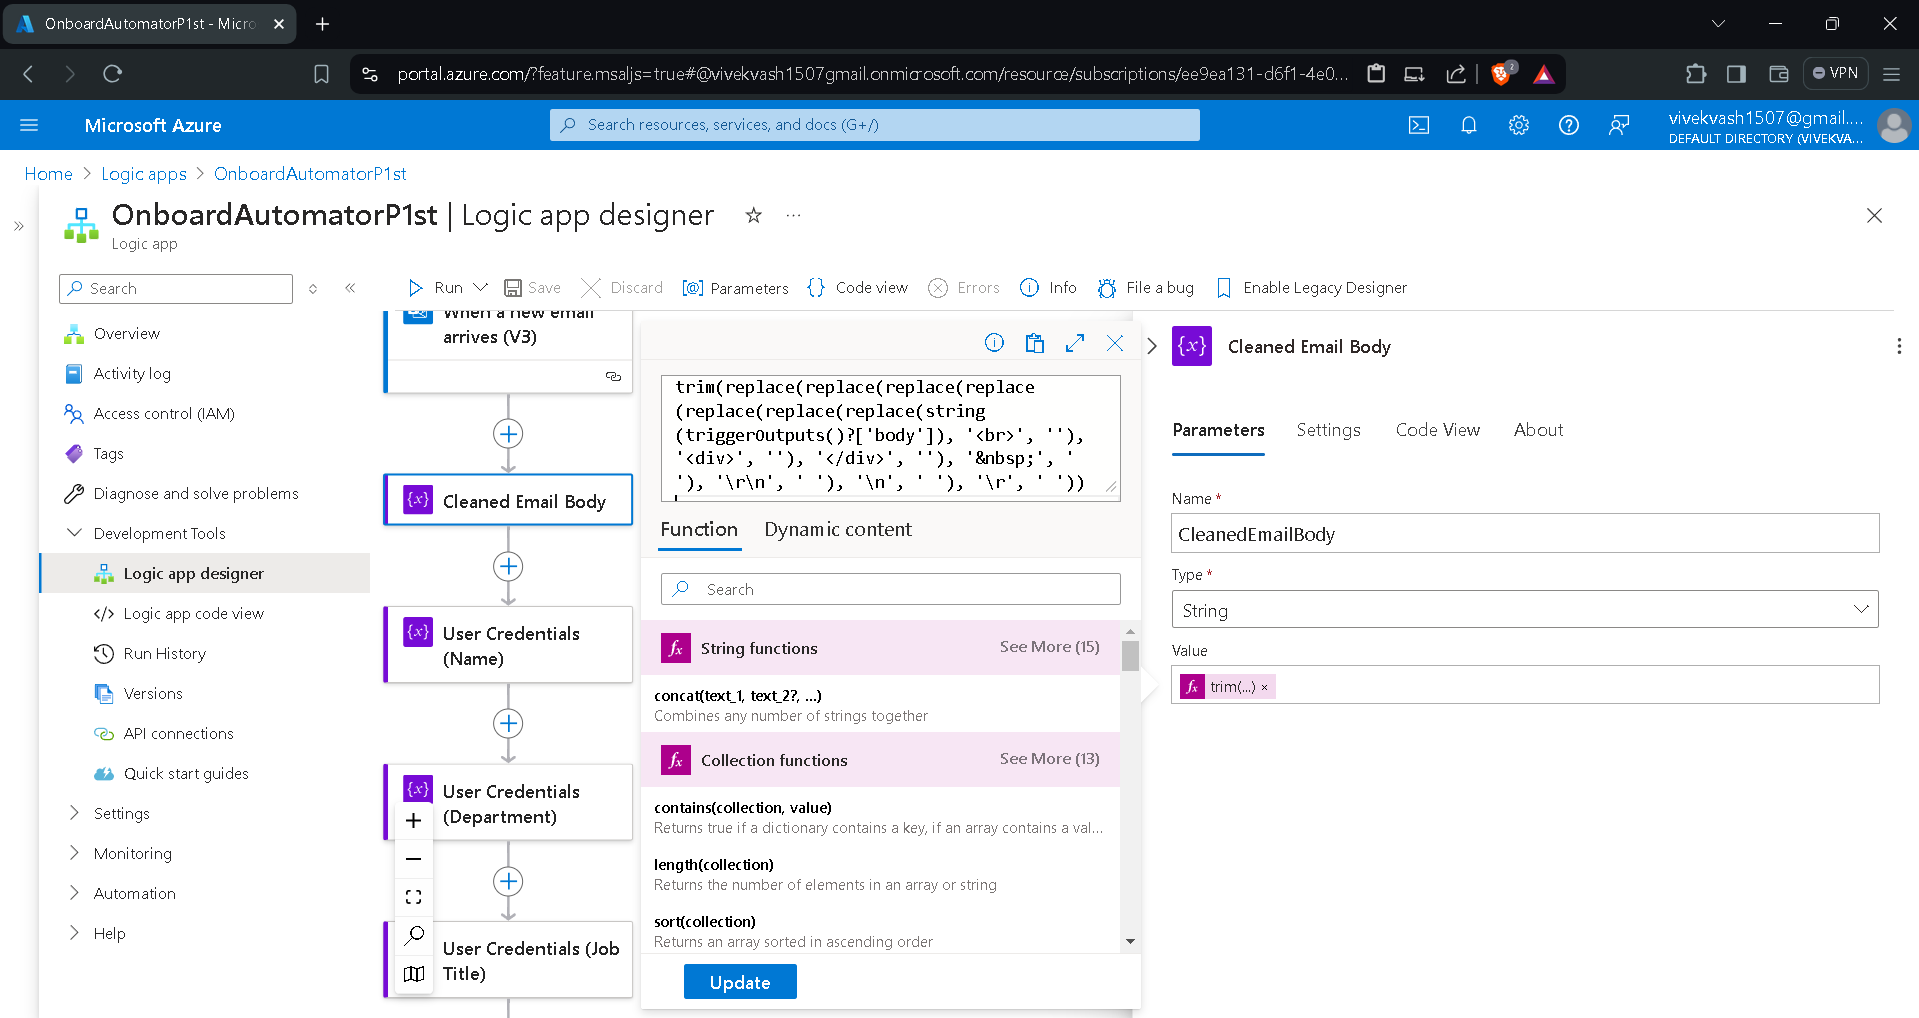 OnboardAutomatorP1st - Micro
portal.azure.com/?feature.msaljs=true#@vivekvash1507gmail.onmicrosoft.com/resource/subscriptions/ee9ea131-d6f1-4e0...
2
VPN
Microsoft Azure
Search resources, services, and docs (G+/)
vivekvash1507@gmail....
DEFAULT DIRECTORY (VIVEKVA...
Home > Logic apps > OnboardAutomatorP1st
OnboardAutomatorP1st | Logic app designer
Logic app
Search
Run
Save
Discard
Parameters
Code view
Errors
Info
File a bug
Enable Legacy Designer
Overview
Activity log
Access control (IAM)
Tags
Diagnose and solve problems
Development Tools
Logic app designer
Logic app code view
Run History
Versions
API connections
Quick start guides
Settings
Monitoring
Automation
Help
When a new email
arrives (V3)
Cleaned Email Body
User Credentials
(Name)
User Credentials
(Department)
User Credentials (Job
Title)
trim(replace(replace(replace(replace
(replace(replace(replace(string
(triggerOutputs()?['body']), '<br>', ''),
'<div>', ''), '</div>', ''), '&nbsp;', '
'), '\r\n', ' '), '\n', ' '), '\r', ' '))
Function
Dynamic content
Search
String functions
See More (15)
concat(text_1, text_2?, ...)
Combines any number of strings together
Collection functions
See More (13)
contains(collection, value)
Returns true if a dictionary contains a key, if an array contains a val...
length(collection)
Returns the number of elements in an array or string
sort(collection)
Returns an array sorted in ascending order
Update
Cleaned Email Body
Parameters
Settings
Code View
About
Name *
CleanedEmailBody
Type *
String
Value
trim(...) ×